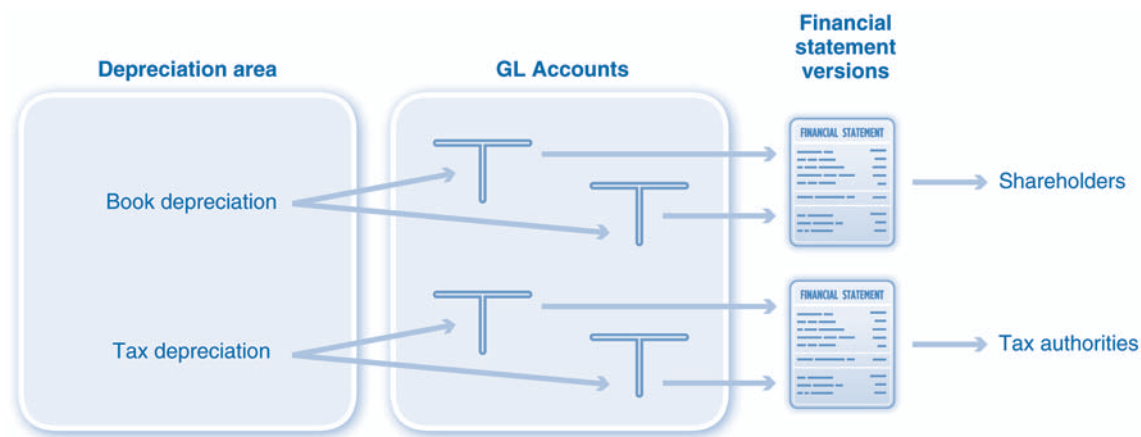 Depreciation area
GL Accounts
Financial
statement
versions
Book depreciation
FINANCIAL STATEMENT
Shareholders
Tax depreciation
FINANCIAL STATEMENT
Tax authorities